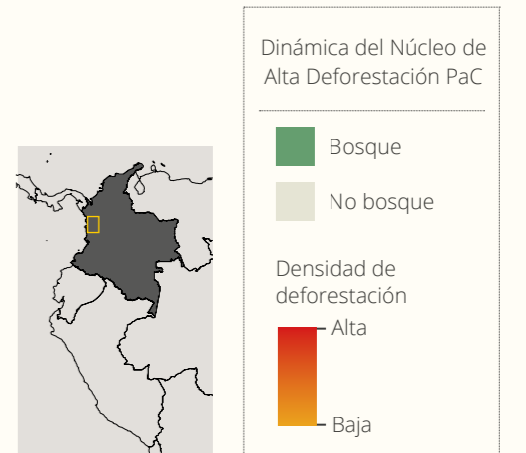 Dinámica del Núcleo de
Alta Deforestación PaC
Bosque
No bosque
Densidad de
deforestación
Alta
Baja